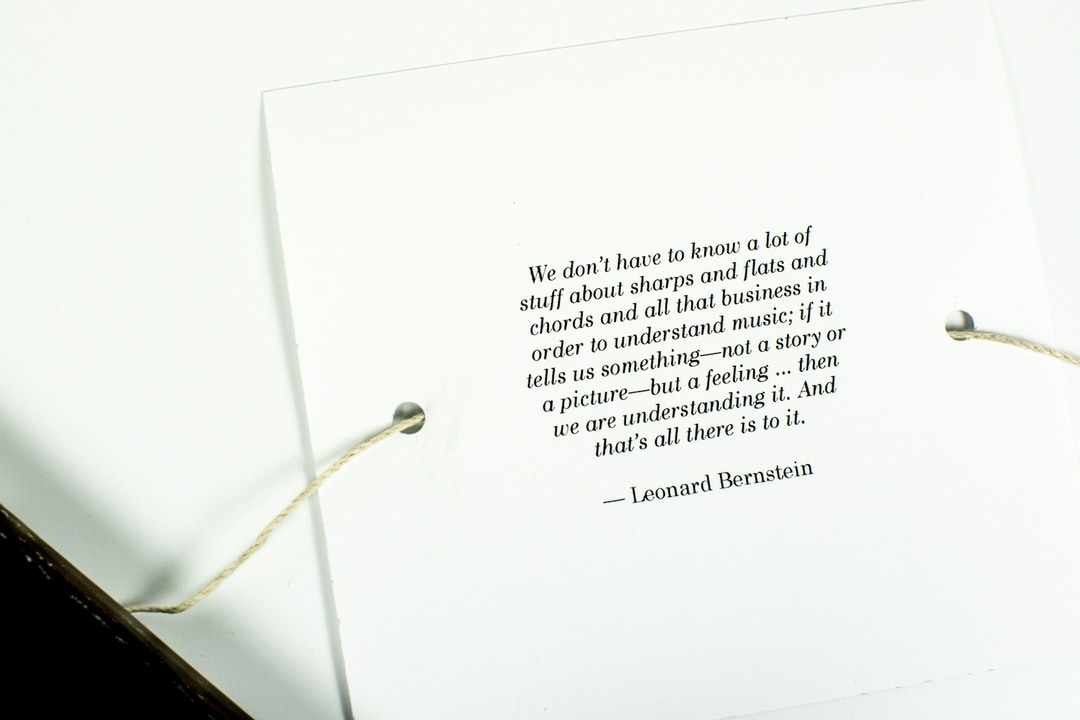 We don't have to know a lot of
stuff about sharps and flats and
chords and all that business in
order to understand music; if it
tells us something—not a story or
a picture—but a feeling ... then
we are understanding it. And
that's all there is to it.
— Leonard Bernstein